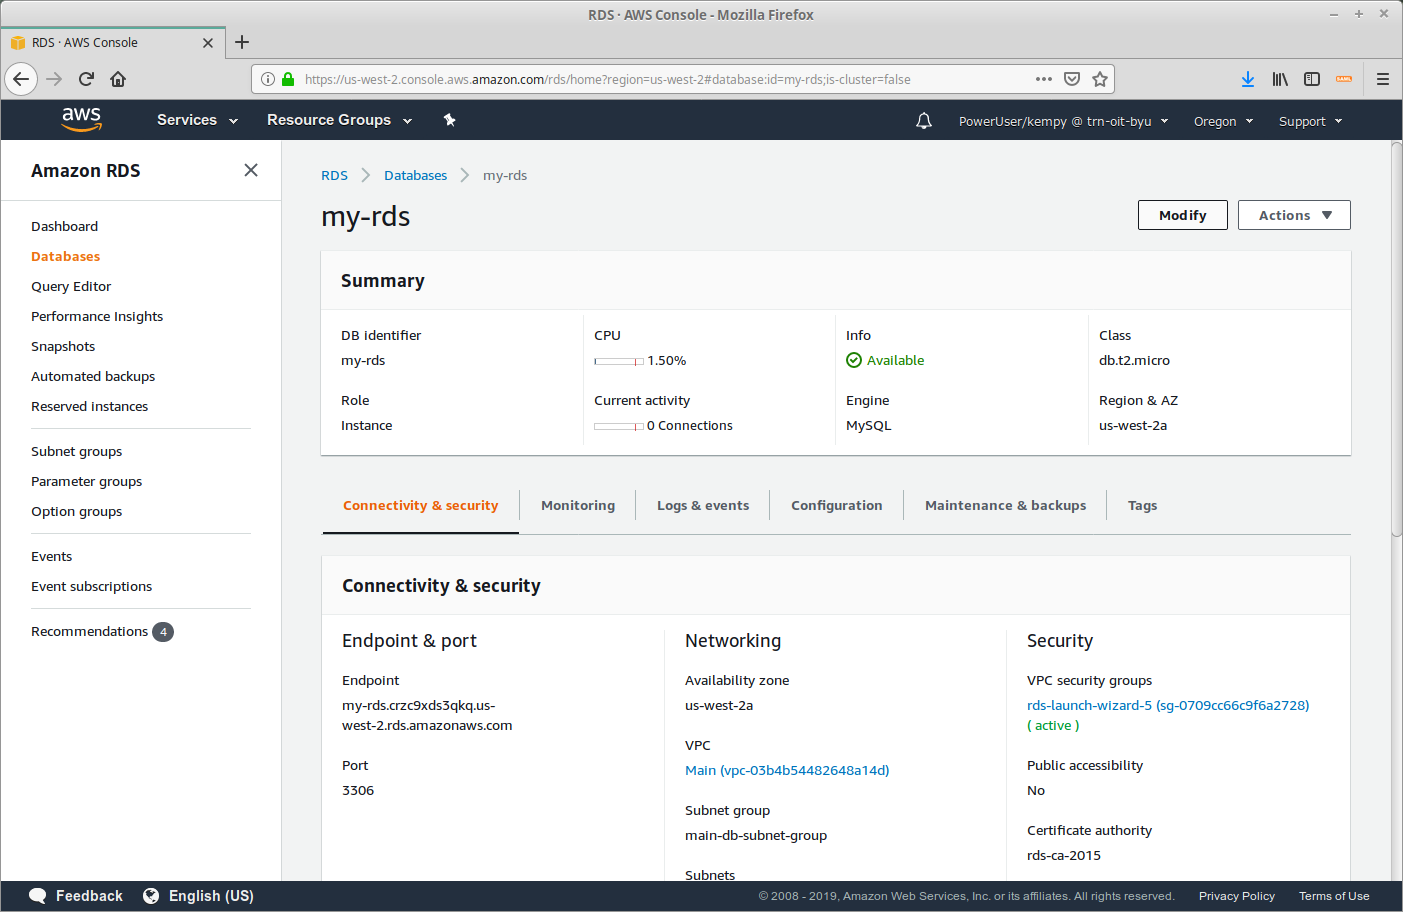 RDS · AWS Console - Mozilla Firefox
RDS · AWS Console
https://us-west-2.console.aws.amazon.com/rds/home?region=us-west-2#database:id=my-rds;is-cluster=false
aws
Services
Resource Groups
PowerUser/kempy @ trn-oit-byu
Oregon
Support
Amazon RDS
Dashboard
Databases
Query Editor
Performance Insights
Snapshots
Automated backups
Reserved instances
Subnet groups
Parameter groups
Option groups
Events
Event subscriptions
Recommendations 4
RDS > Databases > my-rds
my-rds
Modify
Actions
Summary
DB identifier
my-rds
CPU
1.50%
Info
Available
Class
db.t2.micro
Role
Instance
Current activity
0 Connections
Engine
MySQL
Region & AZ
us-west-2a
Connectivity & security
Monitoring
Logs & events
Configuration
Maintenance & backups
Tags
Connectivity & security
Endpoint & port
Endpoint
my-rds.crzc9xds3qkq.us-
west-2.rds.amazonaws.com
Port
3306
Networking
Availability zone
us-west-2a
VPC
Main (vpc-03b4b54482648a14d)
Subnet group
main-db-subnet-group
Subnets
Security
VPC security groups
rds-launch-wizard-5 (sg-0709cc66c9f6a2728)
( active )
Public accessibility
No
Certificate authority
rds-ca-2015
Feedback
English (US)
© 2008 - 2019, Amazon Web Services, Inc. or its affiliates. All rights reserved.
Privacy Policy
Terms of Use